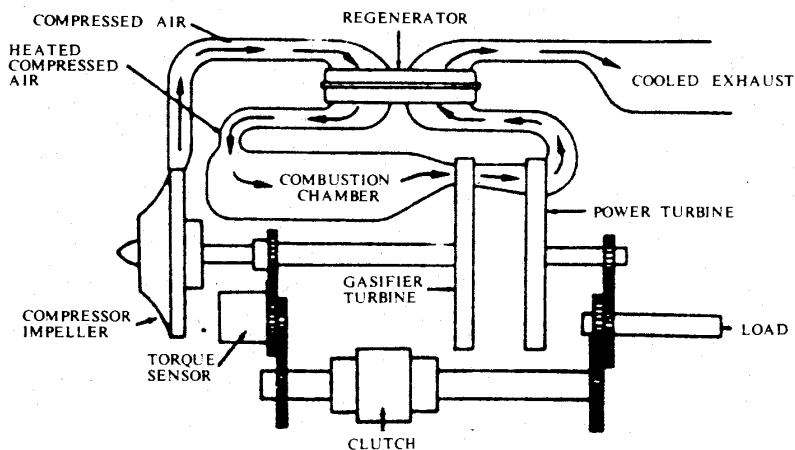 COMPRESSED AIR
REGENERATOR
HEATED
COMPRESSED
AIR
COOLED EXHAUST
COMBUSTION
CHAMBER
POWER TURBINE
GASIFIER
TURBINE
COMPRESSOR
IMPELLER
TORQUE
SENSOR
LOAD
CLUTCH